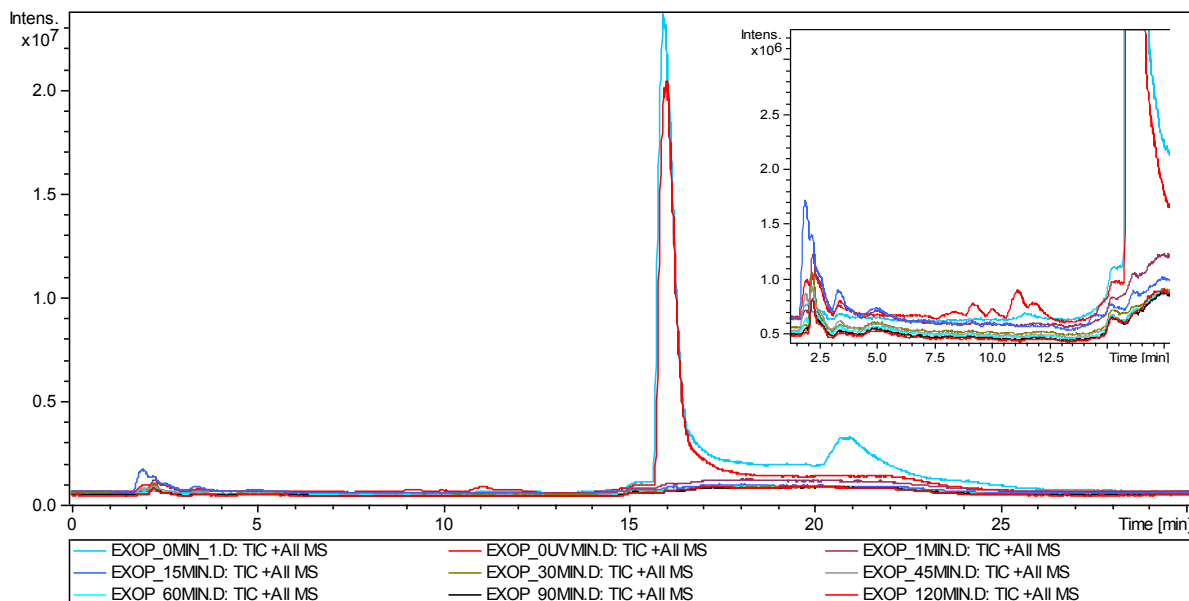 Intens.
x10⁷
2.0
1.5
1.0
0.5
0.0
0 5 10 15 20 25 Time [min]
Intens.
x10⁶
3.0
2.5
2.0
1.5
1.0
0.5
2.5 5.0 7.5 10.0 12.5 Time [min]
EXOP_0MIN_1.D: TIC +All MS EXOP_0UVMIN.D: TIC +All MS EXOP_1MIN.D: TIC +All MS
EXOP_15MIN.D: TIC +All MS EXOP_30MIN.D: TIC +All MS EXOP_45MIN.D: TIC +All MS
EXOP_60MIN.D: TIC +All MS EXOP_90MIN.D: TIC +All MS EXOP_120MIN.D: TIC +All MS